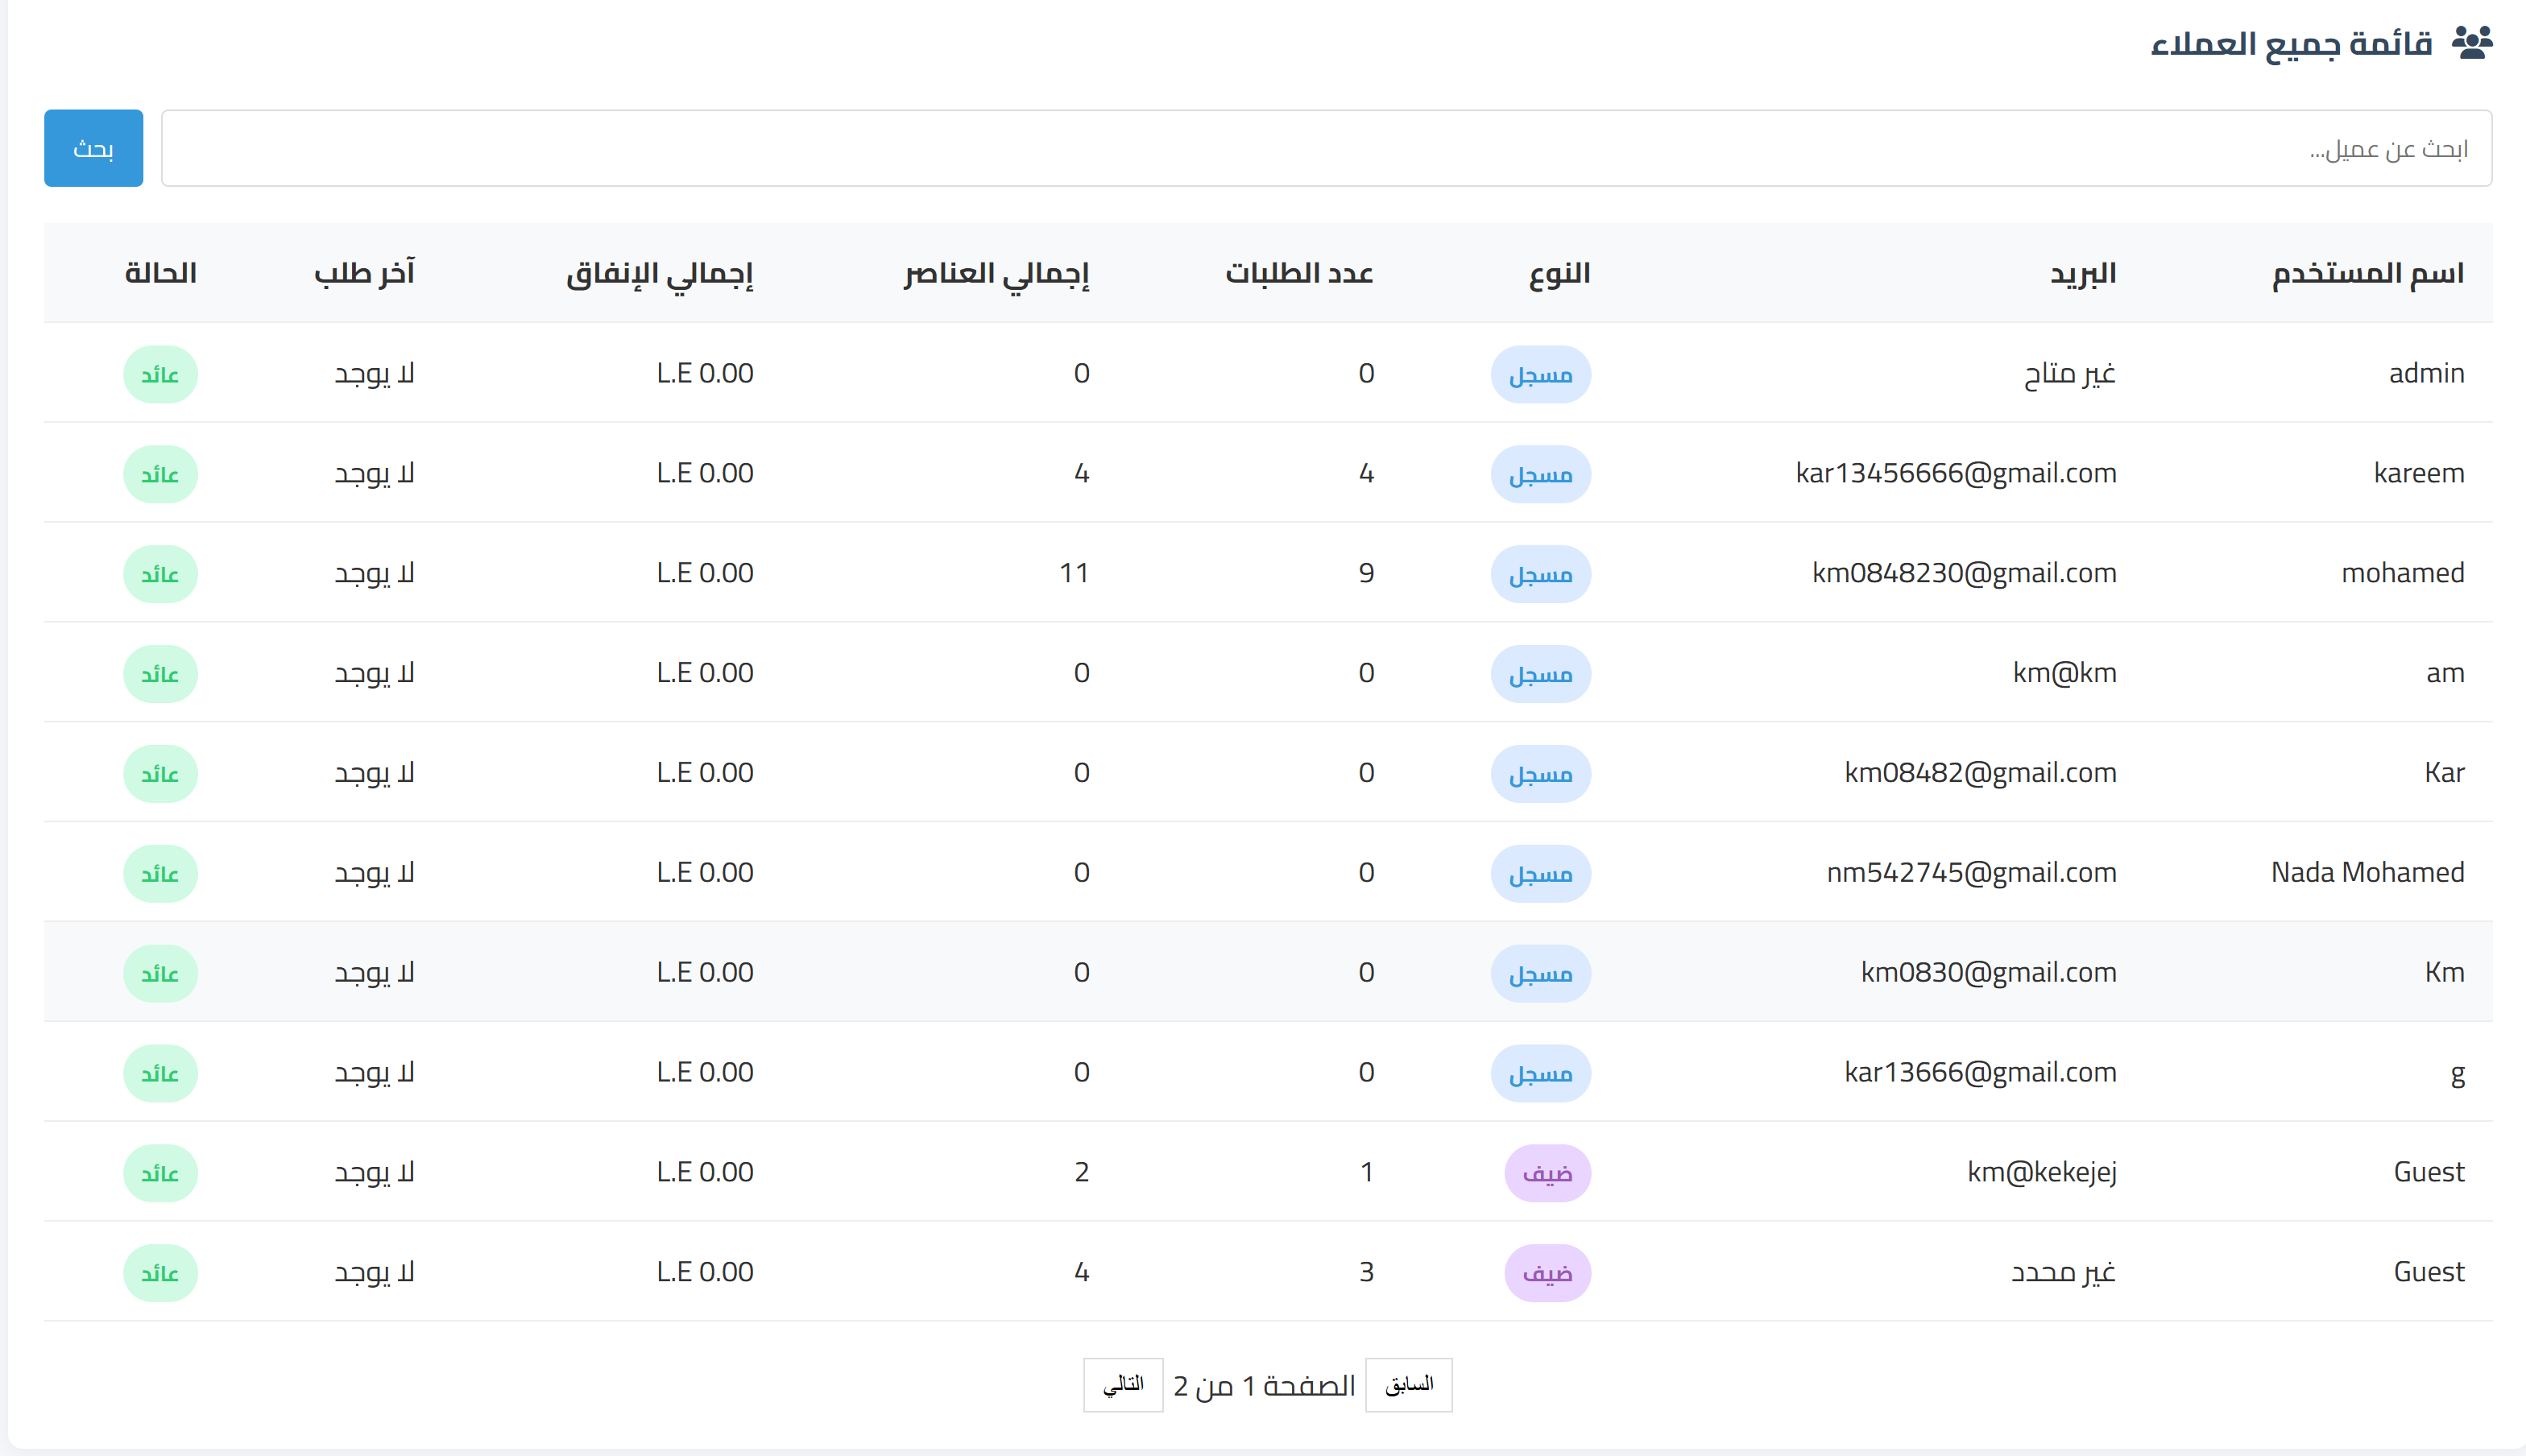 قائمة جميع العملاء
ابحث عن عميل...
بحث
اسم المستخدم البريد النوع عدد الطلبات إجمالي العناصر إجمالي الإنفاق آخر طلب الحالة
admin غير متاح مسجل 0 0 L.E 0.00 لا يوجد عائد
kareem kar13456666@gmail.com مسجل 4 4 L.E 0.00 لا يوجد عائد
mohamed km0848230@gmail.com مسجل 9 11 L.E 0.00 لا يوجد عائد
am km@km مسجل 0 0 L.E 0.00 لا يوجد عائد
Kar km08482@gmail.com مسجل 0 0 L.E 0.00 لا يوجد عائد
Nada Mohamed nm542745@gmail.com مسجل 0 0 L.E 0.00 لا يوجد عائد
Km km0830@gmail.com مسجل 0 0 L.E 0.00 لا يوجد عائد
g kar13666@gmail.com مسجل 0 0 L.E 0.00 لا يوجد عائد
Guest km@kekejej ضيف 1 2 L.E 0.00 لا يوجد عائد
Guest غير محدد ضيف 3 4 L.E 0.00 لا يوجد عائد
السابق الصفحة 1 من 2 التالي